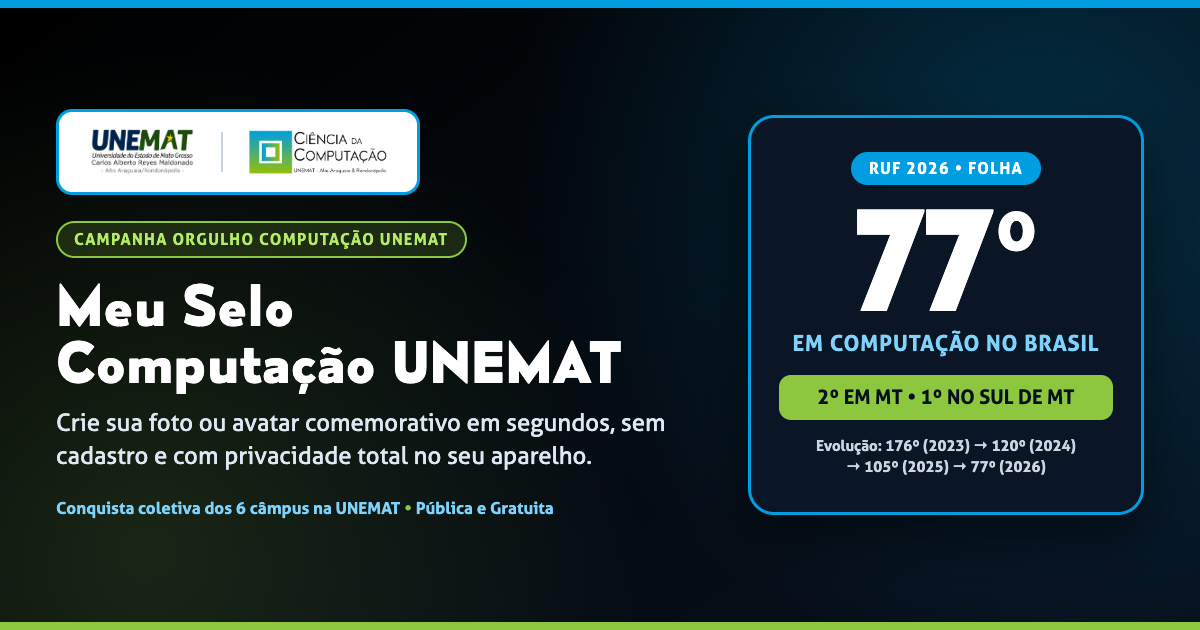 UNEMAT
Universidade do Estado de Mato Grosso
Carlos Alberto Reyes Maldonado
- Alto Araguaia/Rondonópolis -
CIÊNCIA DA
COMPUTAÇÃO
UNEMAT - Alto Araguaia & Rondonópolis
CAMPANHA ORGULHO COMPUTAÇÃO UNEMAT
Meu Selo
Computação UNEMAT
Crie sua foto ou avatar comemorativo em segundos, sem
cadastro e com privacidade total no seu aparelho.
Conquista coletiva dos 6 câmpus na UNEMAT • Pública e Gratuita
RUF 2026 • FOLHA
77º
EM COMPUTAÇÃO NO BRASIL
2º EM MT • 1º NO SUL DE MT
Evolução: 176º (2023) → 120º (2024)
→ 105º (2025) → 77º (2026)